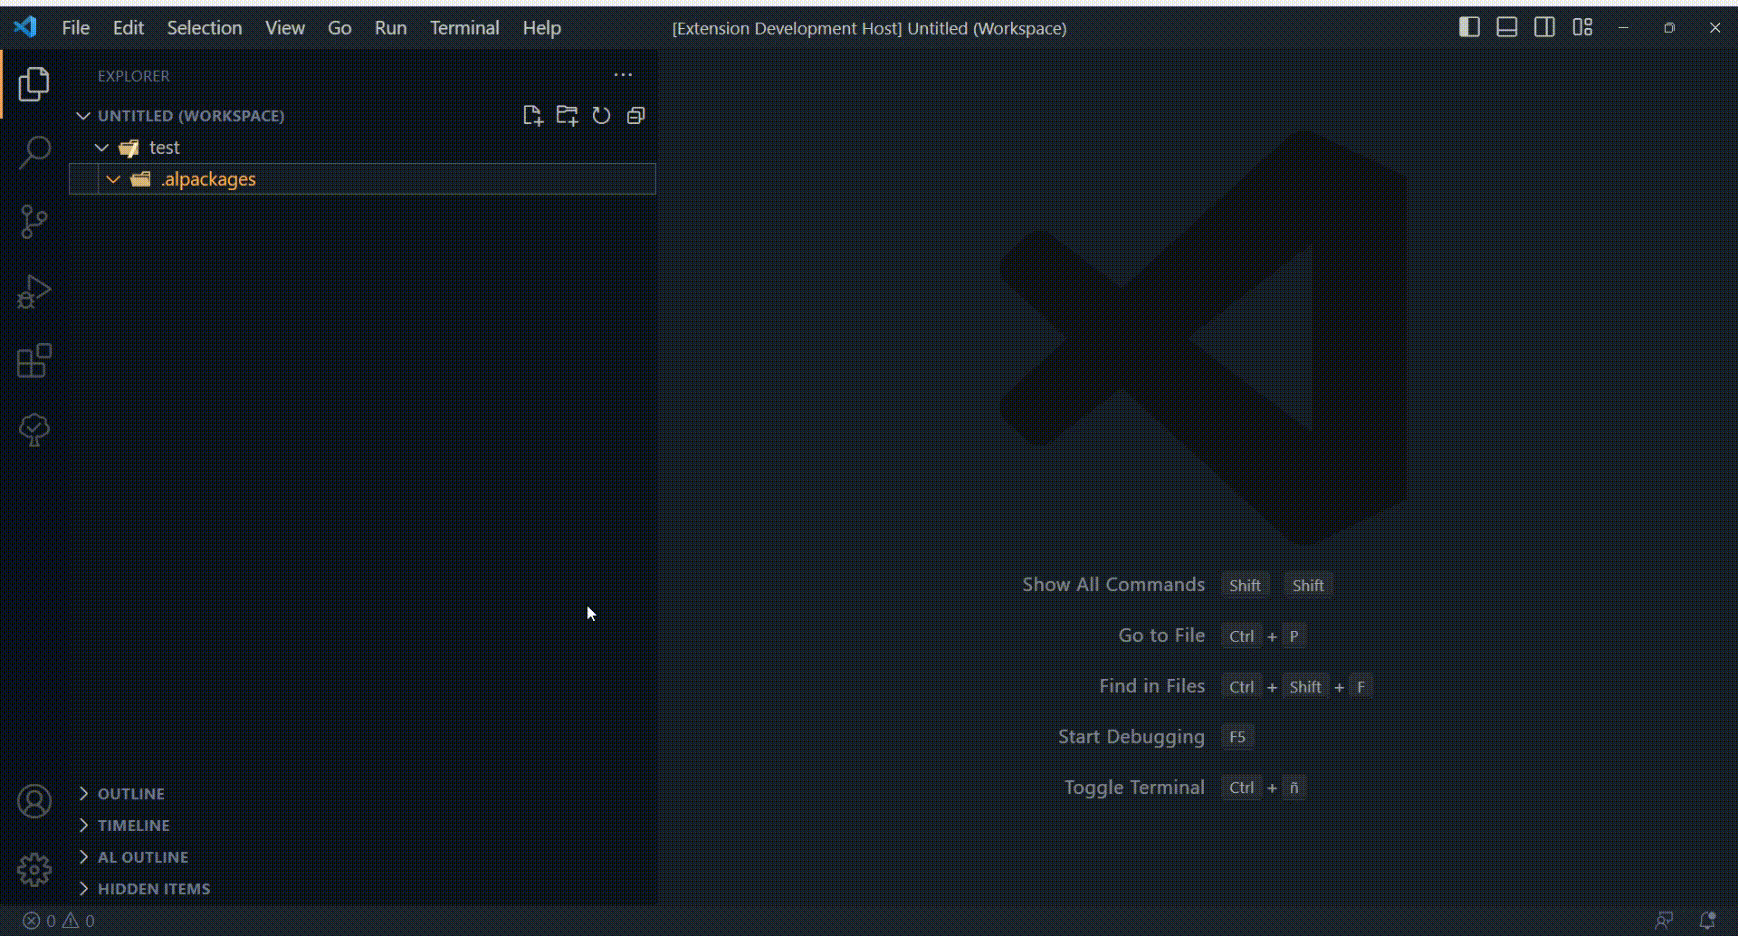 File Edit Selection View Go Run Terminal Help [Extension Development Host] Untitled (Workspace)
EXPLORER
UNTITLED (WORKSPACE)
test
.alpackages
Show All Commands Shift Shift
Go to File Ctrl + P
Find in Files Ctrl + Shift + F
Start Debugging F5
Toggle Terminal Ctrl + ñ
OUTLINE
TIMELINE
AL OUTLINE
HIDDEN ITEMS
0 0